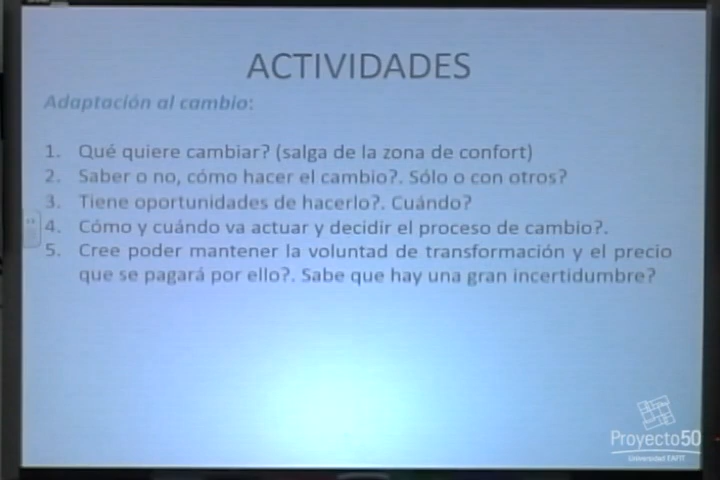 ACTIVIDADES
Adaptación al cambio:
1. Qué quiere cambiar? (salga de la zona de confort)
2. Saber o no, cómo hacer el cambio?. Sólo o con otros?
3. Tiene oportunidades de hacerlo?. Cuándo?
4. Cómo y cuándo va actuar y decidir el proceso de cambio?.
5. Cree poder mantener la voluntad de transformación y el precio
que se pagará por ello?. Sabe que hay una gran incertidumbre?
Proyecto50
Universidad EAFIT